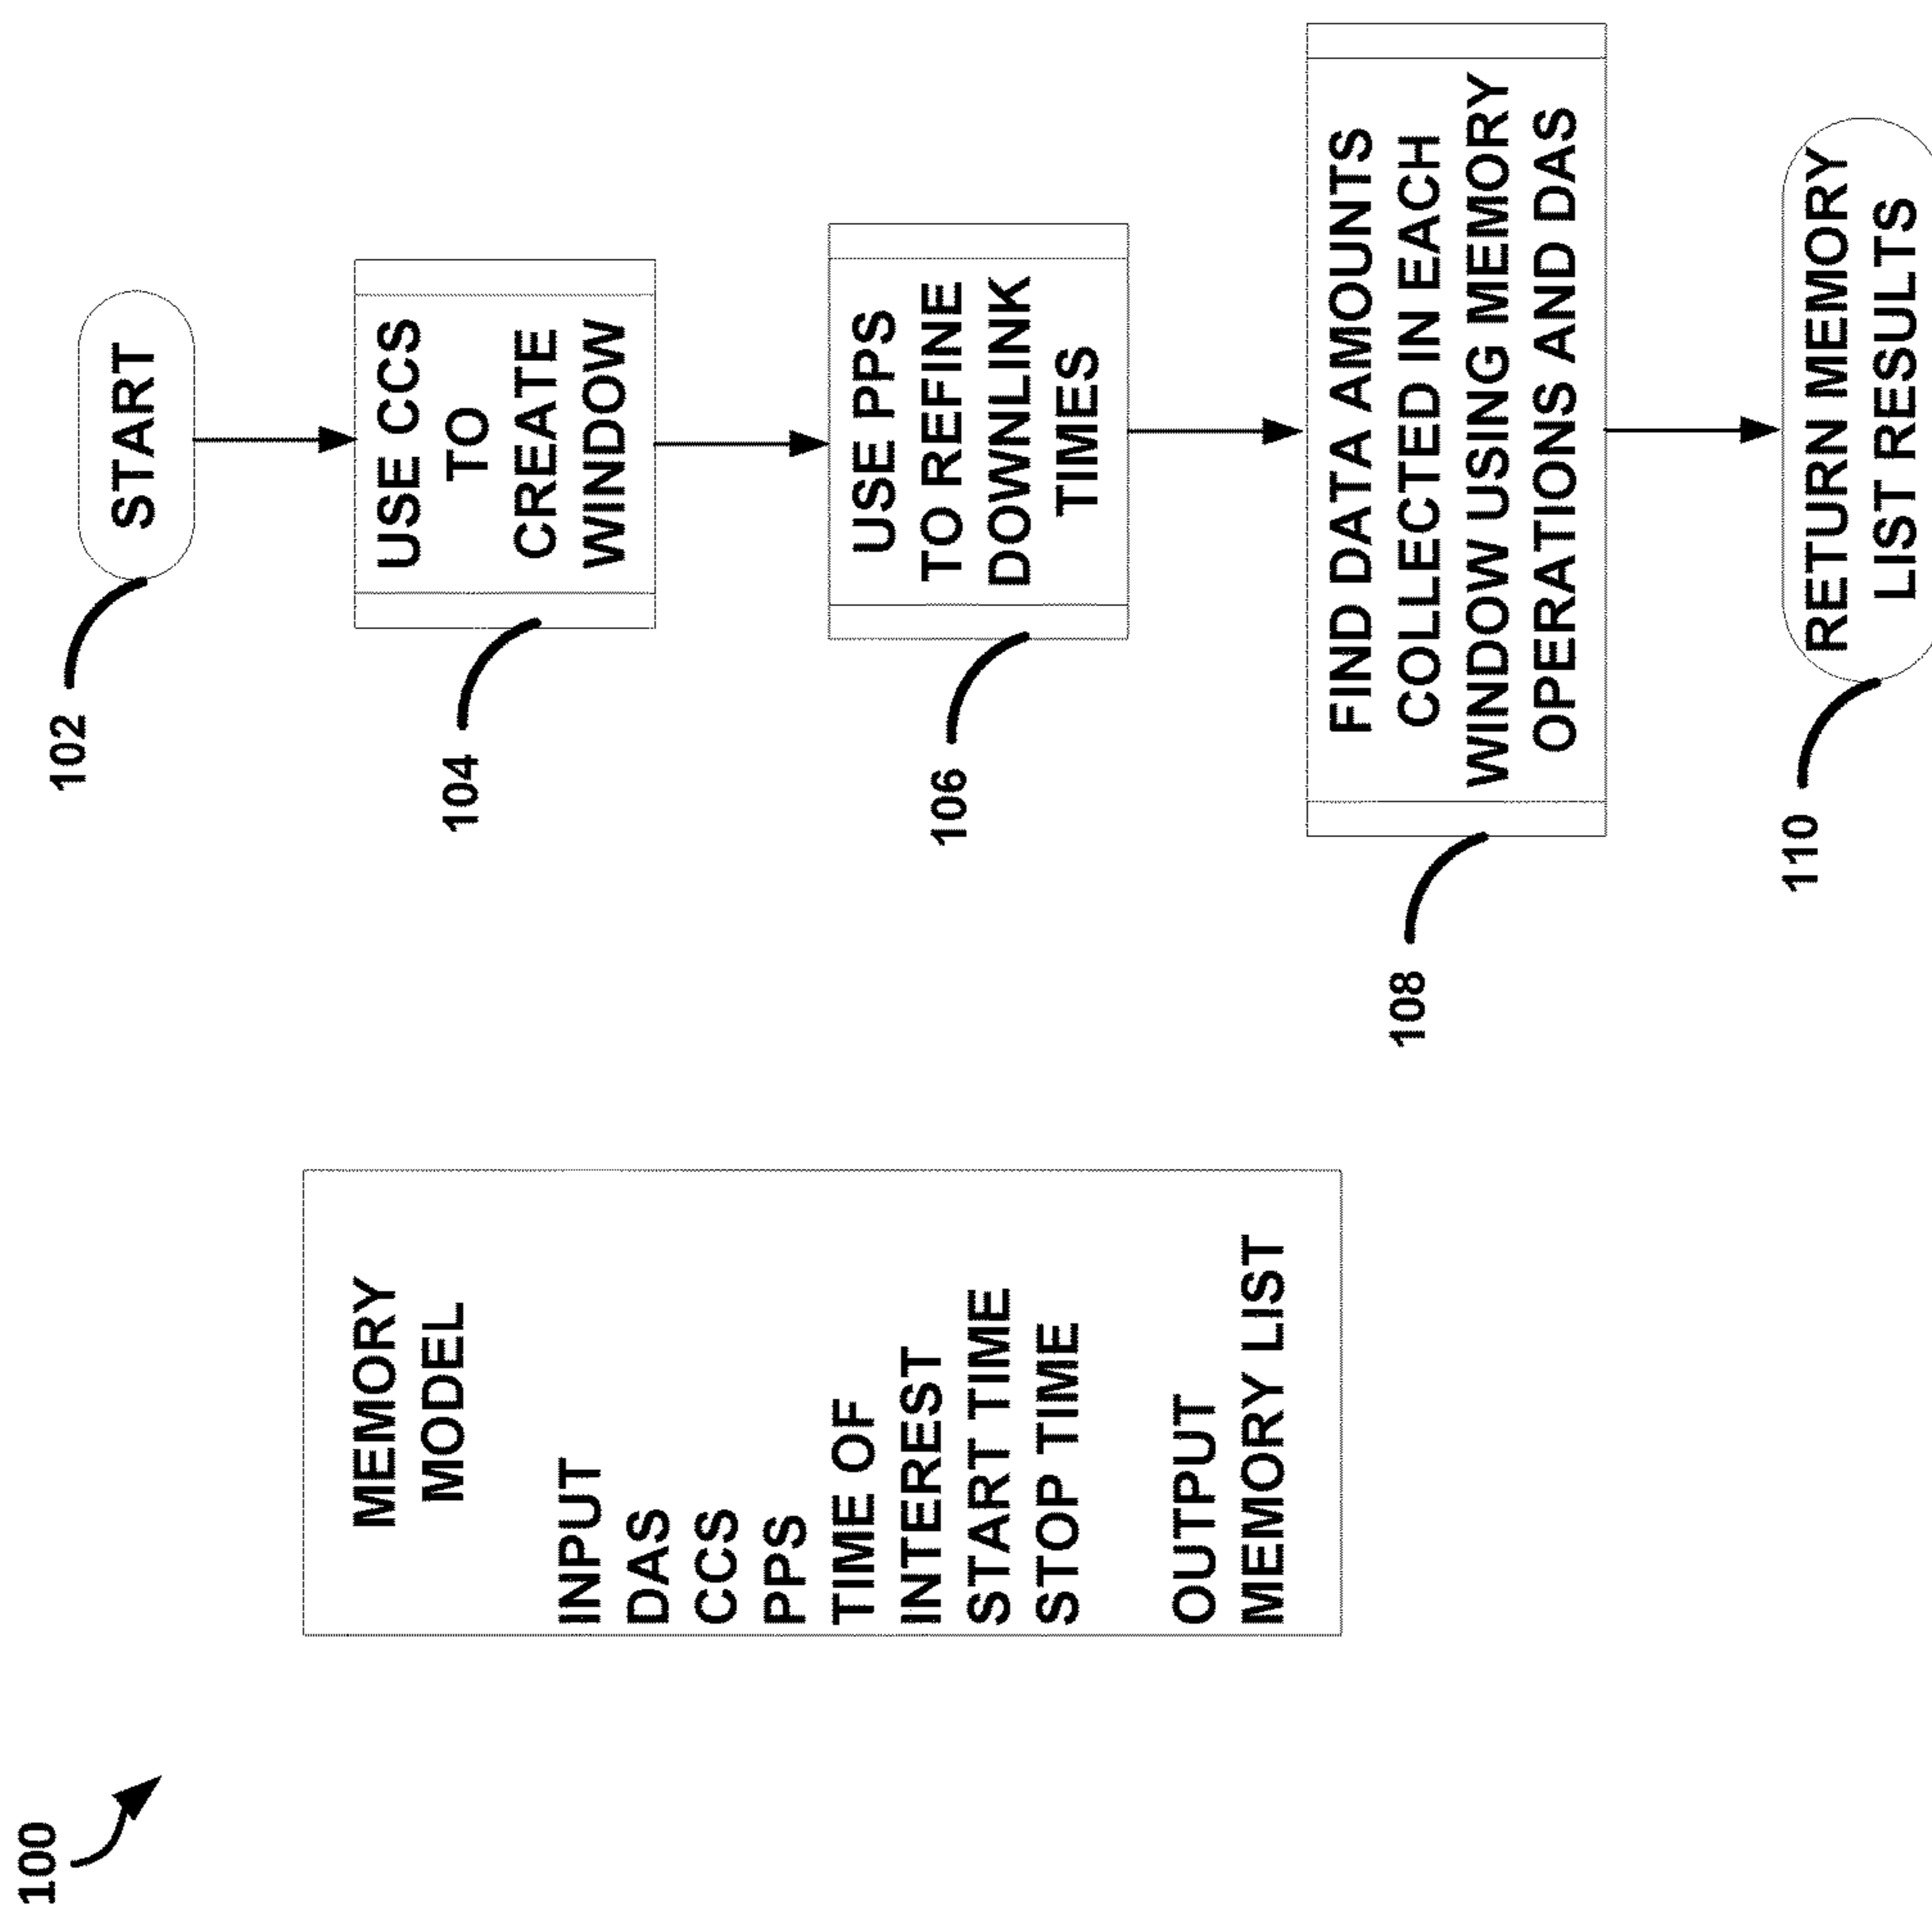 100
MEMORY
MODEL
INPUT
DAS
CCS
PPS
TIME OF
INTEREST
START TIME
STOP TIME
OUTPUT
MEMORY LIST
102
START
104
USE CCS
TO
CREATE
WINDOW
106
USE PPS
TO REFINE
DOWNLINK
TIMES
108
FIND DATA AMOUNTS
COLLECTED IN EACH
WINDOW USING MEMORY
OPERATIONS AND DAS
110
RETURN MEMORY
LIST RESULTS